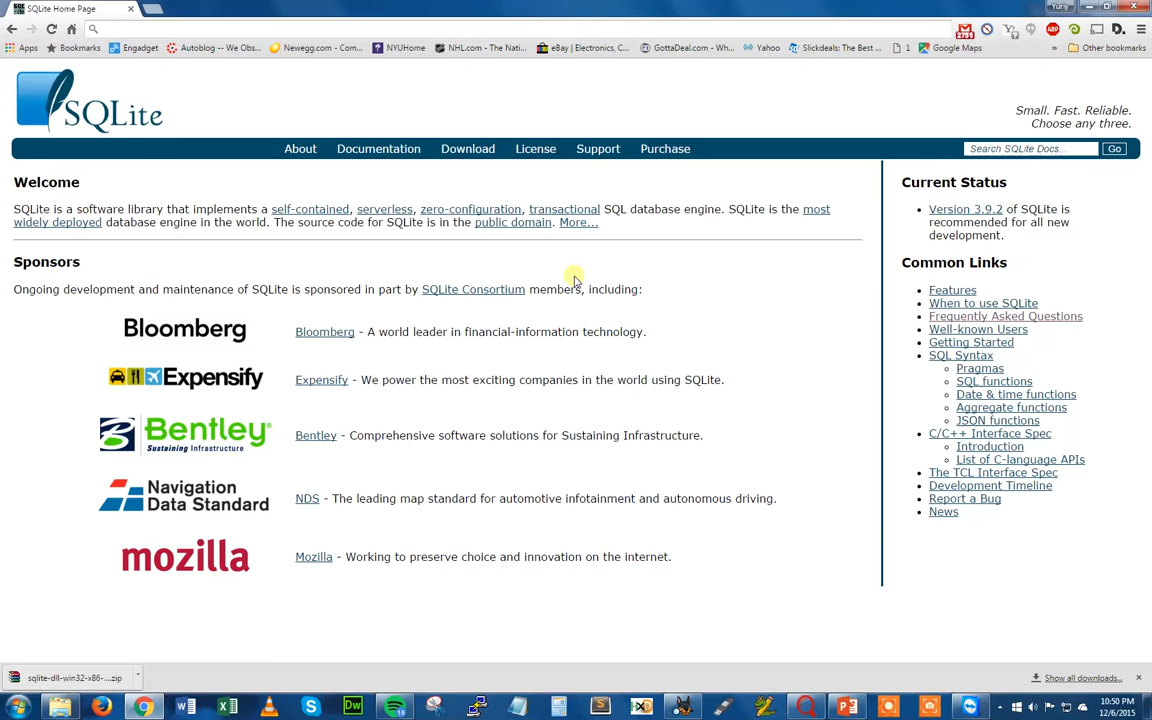 SQLite Home Page
Yury
Apps
Bookmarks
Engadget
Autoblog -- We Obs...
Newegg.com - Com...
NYUHome
NHL.com - The Nati...
eBay | Electronics, C...
GottaDeal.com - Wh...
Yahoo
Slickdeals: The Best ...
1
Google Maps
»
Other bookmarks
SQLite
Small. Fast. Reliable.
Choose any three.
About
Documentation
Download
License
Support
Purchase
Search SQLite Docs...
Go
Welcome
SQLite is a software library that implements a self-contained, serverless, zero-configuration, transactional SQL database engine. SQLite is the most
widely deployed database engine in the world. The source code for SQLite is in the public domain. More...
Sponsors
Ongoing development and maintenance of SQLite is sponsored in part by SQLite Consortium members, including:
Bloomberg
Bloomberg - A world leader in financial-information technology.
Expensify
Expensify - We power the most exciting companies in the world using SQLite.
Bentley
Sustaining Infrastructure
Bentley - Comprehensive software solutions for Sustaining Infrastructure.
Navigation
Data Standard
NDS - The leading map standard for automotive infotainment and autonomous driving.
mozilla
Mozilla - Working to preserve choice and innovation on the internet.
Current Status
Version 3.9.2 of SQLite is
recommended for all new
development.
Common Links
Features
When to use SQLite
Frequently Asked Questions
Well-known Users
Getting Started
SQL Syntax
Pragmas
SQL functions
Date & time functions
Aggregate functions
JSON functions
C/C++ Interface Spec
Introduction
List of C-language APIs
The TCL Interface Spec
Development Timeline
Report a Bug
News
sqlite-dll-win32-x86-....zip
Show all downloads...
10:50 PM
12/6/2015